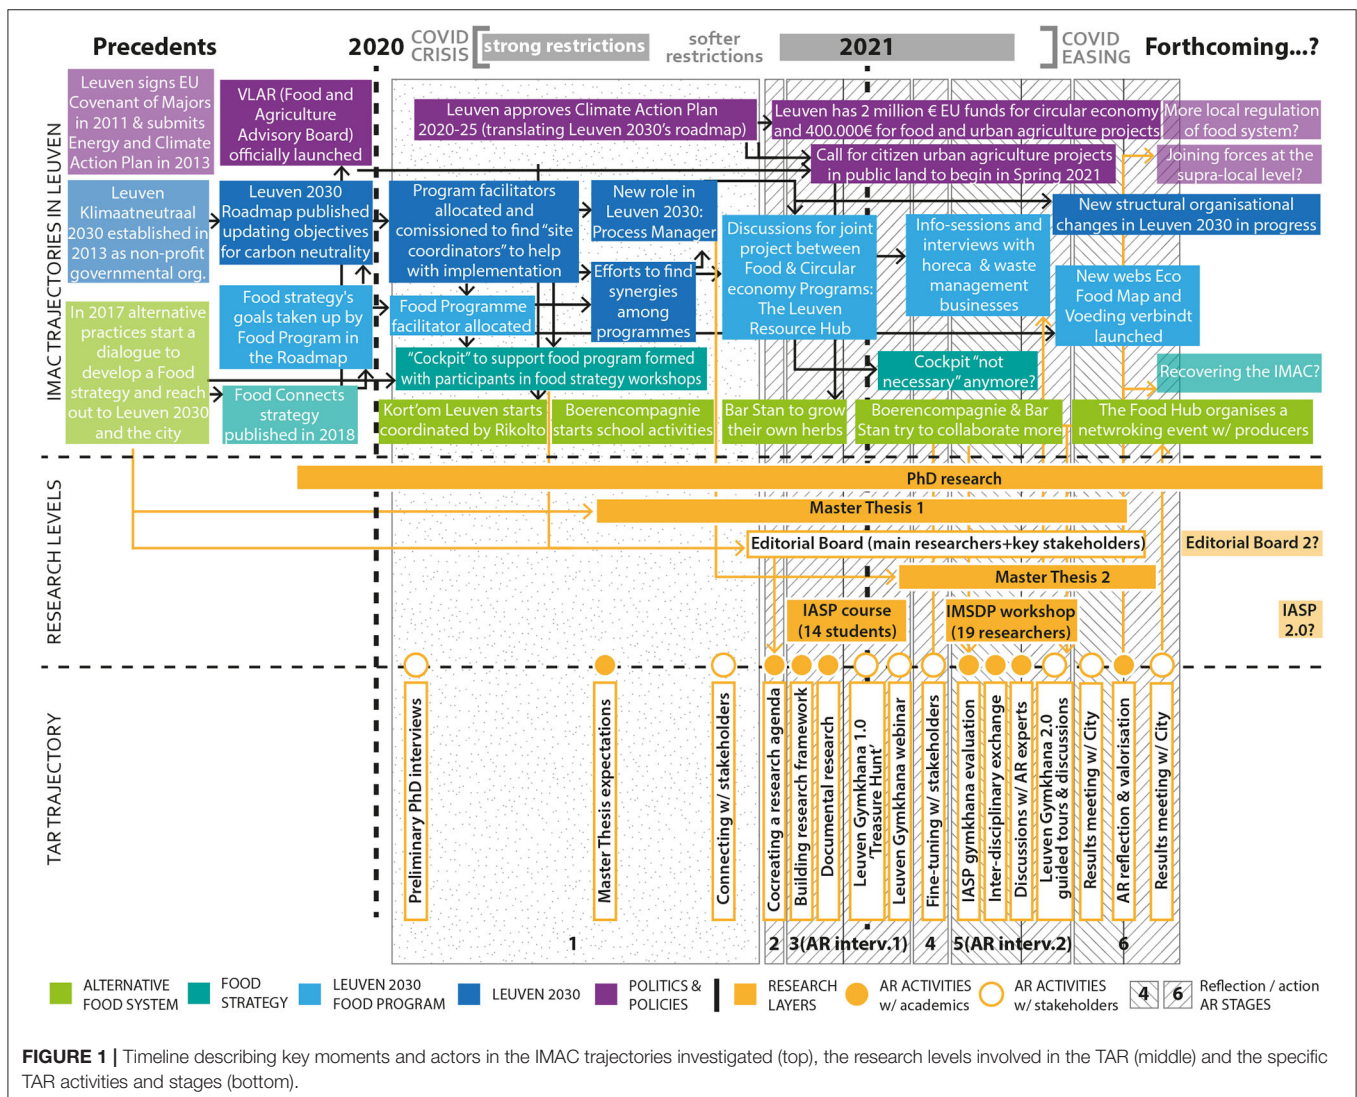 Precedents
2020
COVID
CRISIS
strong restrictions
softer
restrictions
2021
COVID
EASING
Forthcoming...?
IMAC TRAJECTORIES IN LEUVEN
Leuven signs EU
Covenant of Majors
in 2011 & submits
Energy and Climate
Action Plan in 2013
VLAR (Food and
Agriculture
Advisory Board)
officially launched
Leuven approves Climate Action Plan
2020-25 (translating Leuven 2030's roadmap)
Leuven has 2 million € EU funds for circular economy
and 400.000€ for food and urban agriculture projects
More local regulation
of food system?
Call for citizen urban agriculture projects
in public land to begin in Spring 2021
Joining forces at the
supra-local level?
Leuven
Klimaatneutraal
2030 established in
2013 as non-profit
governmental org.
Leuven 2030
Roadmap published
updating objectives
for carbon neutrality
Program facilitators
allocated and
comissioned to find "site
coordinators" to help
with implementation
New role in
Leuven 2030:
Process Manager
Efforts to find
synergies
among
programmes
Discussions for joint
project between
Food & Circular
economy Programs:
The Leuven
Resource Hub
Info-sessions and
interviews with
horeca & waste
management
businesses
New structural organisational
changes in Leuven 2030 in progress
New webs Eco
Food Map and
Voeding verbindt
launched
In 2017 alternative
practices start a
dialogue to
develop a Food
strategy and reach
out to Leuven 2030
and the city
Food strategy's
goals taken up by
Food Program in
the Roadmap
Food Connects
strategy
published in 2018
Food Programme
facilitator allocated
"Cockpit" to support food program formed
with participants in food strategy workshops
Cockpit "not
necessary" anymore?
Recovering the IMAC?
Kort'om Leuven starts
coordinated by Rikolto
Boerencompagnie
starts school activities
Bar Stan to grow
their own herbs
Boerencompagnie & Bar
Stan try to collaborate more
The Food Hub organises a
netwroking event w/ producers
RESEARCH LEVELS
PhD research
Master Thesis 1
Editorial Board (main researchers+key stakeholders)
Editorial Board 2?
Master Thesis 2
IASP course
(14 students)
IMSDP workshop
(19 researchers)
IASP
2.0?
TAR TRAJECTORY
Preliminary PhD interviews
Master Thesis expectations
Connecting w/ stakeholders
Cocreating a research agenda
Building research framework
Documental research
Leuven Gymkhana 1.0
'Treasure Hunt'
Leuven Gymkhana webinar
Fine-tuning w/ stakeholders
IASP gymkhana evaluation
Inter-disciplinary exchange
Discussions w/ AR experts
Leuven Gymkhana 2.0
guided tours & discussions
Results meeting w/ City
AR reflection & valorisation
Results meeting w/ City
1
2
3(AR interv.1)
4
5(AR interv.2)
6
ALTERNATIVE
FOOD SYSTEM
FOOD
STRATEGY
LEUVEN 2030
FOOD PROGRAM
LEUVEN 2030
POLITICS &
POLICIES
RESEARCH
LAYERS
AR ACTIVITIES
w/ academics
AR ACTIVITIES
w/ stakeholders
4
6
Reflection / action
AR STAGES
FIGURE 1 | Timeline describing key moments and actors in the IMAC trajectories investigated (top), the research levels involved in the TAR (middle) and the specific
TAR activities and stages (bottom).